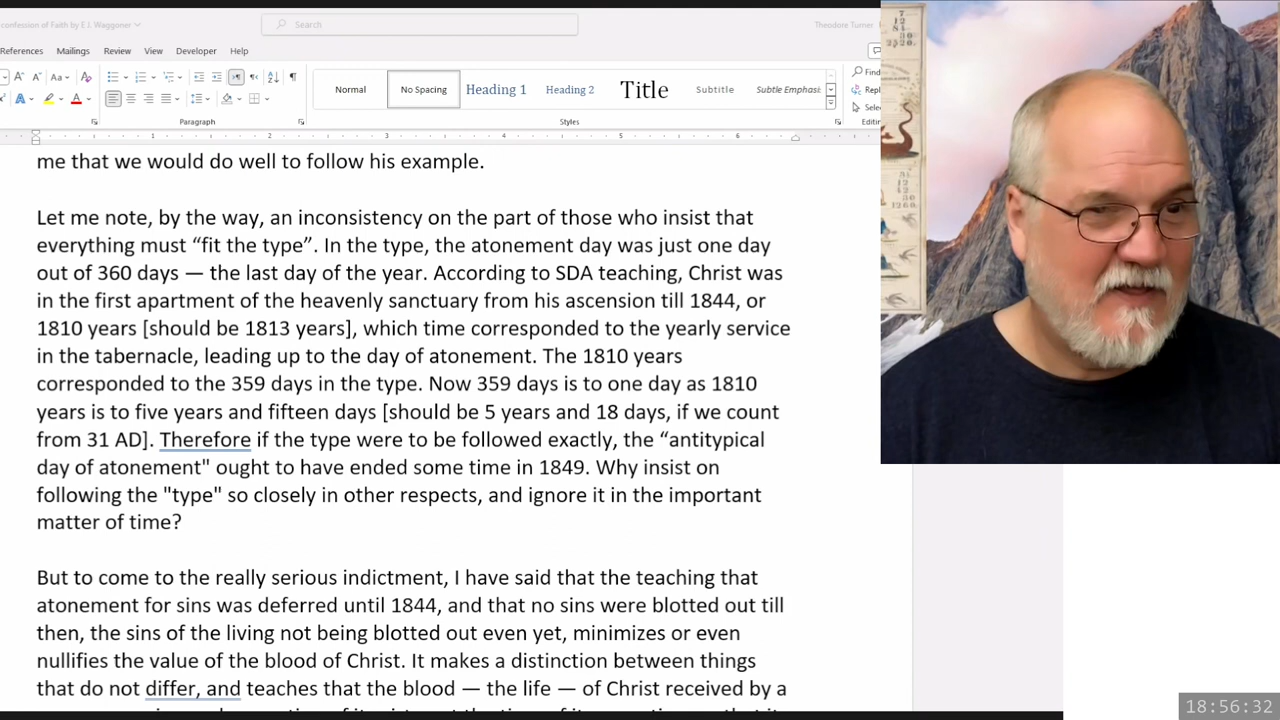 confession of Faith by E.J. Waggoner
Search
Theodore Turner
References Mailings Review View Developer Help
Find
Normal No Spacing Heading 1 Heading 2 Title Subtitle Subtle Emphasi
Paragraph Styles
1 2 3 4 5 6
me that we would do well to follow his example.
Let me note, by the way, an inconsistency on the part of those who insist that
everything must “fit the type”. In the type, the atonement day was just one day
out of 360 days — the last day of the year. According to SDA teaching, Christ was
in the first apartment of the heavenly sanctuary from his ascension till 1844, or
1810 years [should be 1813 years], which time corresponded to the yearly service
in the tabernacle, leading up to the day of atonement. The 1810 years
corresponded to the 359 days in the type. Now 359 days is to one day as 1810
years is to five years and fifteen days [should be 5 years and 18 days, if we count
from 31 AD]. Therefore if the type were to be followed exactly, the “antitypical
day of atonement" ought to have ended some time in 1849. Why insist on
following the "type" so closely in other respects, and ignore it in the important
matter of time?
But to come to the really serious indictment, I have said that the teaching that
atonement for sins was deferred until 1844, and that no sins were blotted out till
then, the sins of the living not being blotted out even yet, minimizes or even
nullifies the value of the blood of Christ. It makes a distinction between things
that do not differ, and teaches that the blood — the life — of Christ received by a
18:56:32